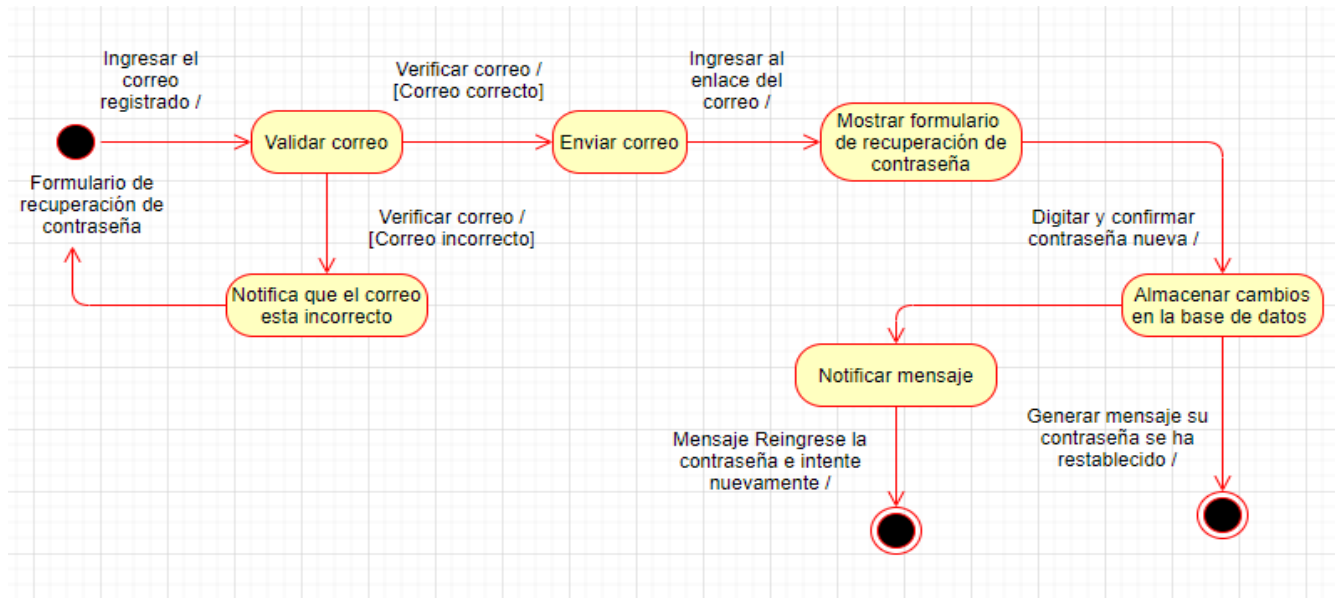 Ingresar el
correo
registrado /
Verificar correo /
[Correo correcto]
Ingresar al
enlace del
correo /
Validar correo
Enviar correo
Mostrar formulario
de recuperación de
contraseña
Formulario de
recuperación de
contraseña
Verificar correo /
[Correo incorrecto]
Digitar y confirmar
contraseña nueva /
Notifica que el correo
esta incorrecto
Almacenar cambios
en la base de datos
Notificar mensaje
Mensaje Reingrese la
contraseña e intente
nuevamente /
Generar mensaje su
contraseña se ha
restablecido /